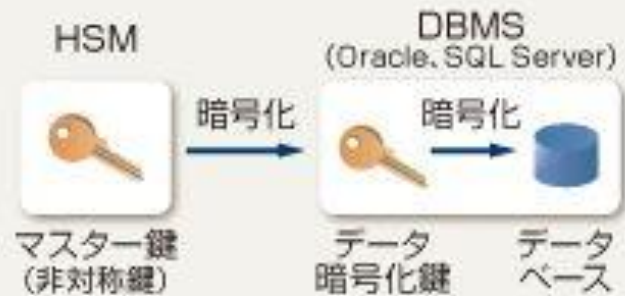 HSM
DBMS
(Oracle、SQL Server)
暗号化
暗号化
マスター鍵
(非対称鍵)
データ
暗号化鍵
データ
ベース